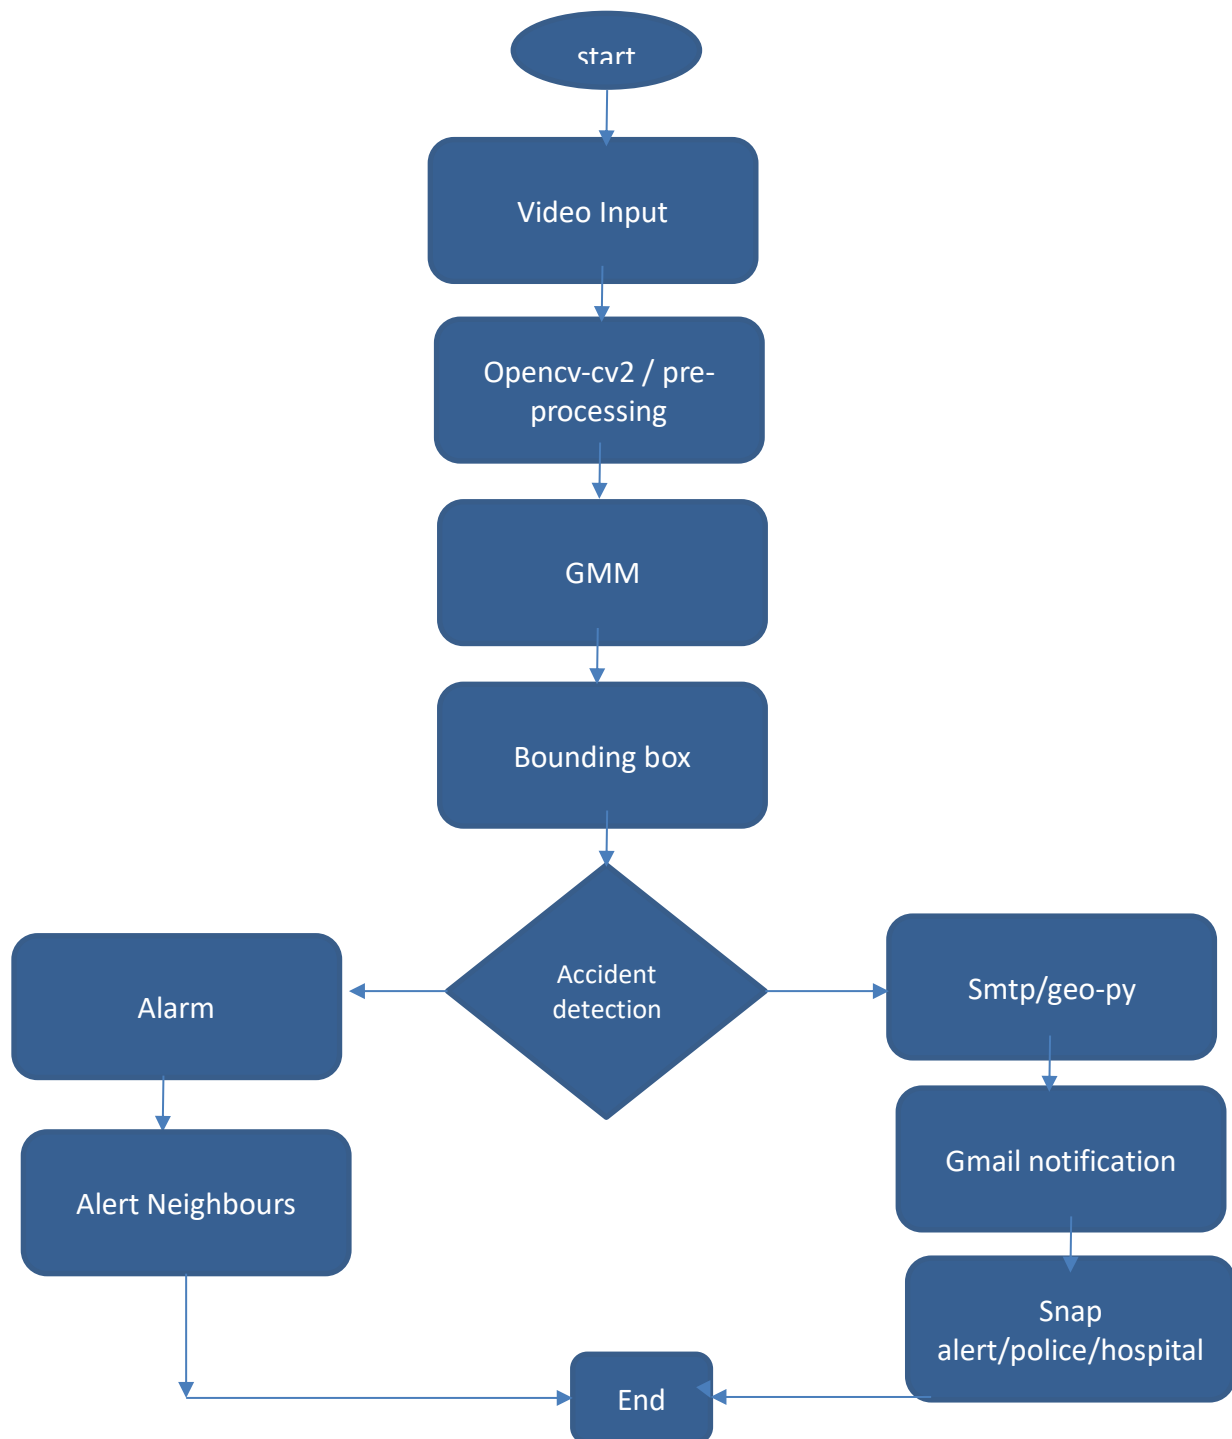 start
Video Input
Opencv-cv2 / pre-
processing
GMM
Bounding box
Accident
detection
Alarm
Smtp/geo-py
Gmail notification
Alert Neighbours
Snap
alert/police/hospital
End